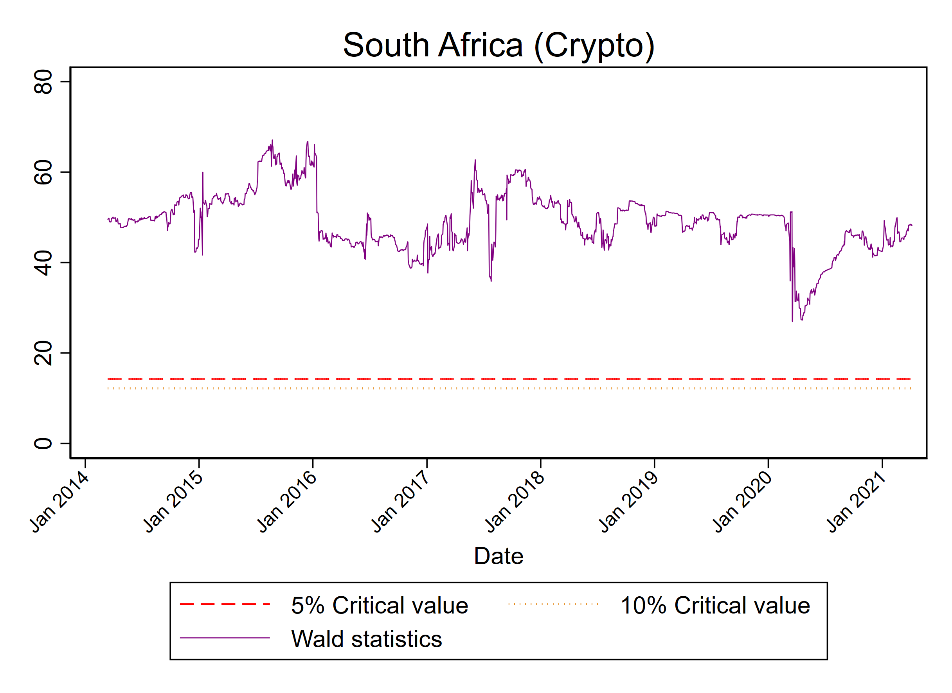 South Africa (Crypto)
80
60
40
20
0
Jan 2014
Jan 2015
Jan 2016
Jan 2017
Jan 2018
Jan 2019
Jan 2020
Jan 2021
Date
5% Critical value
10% Critical value
Wald statistics